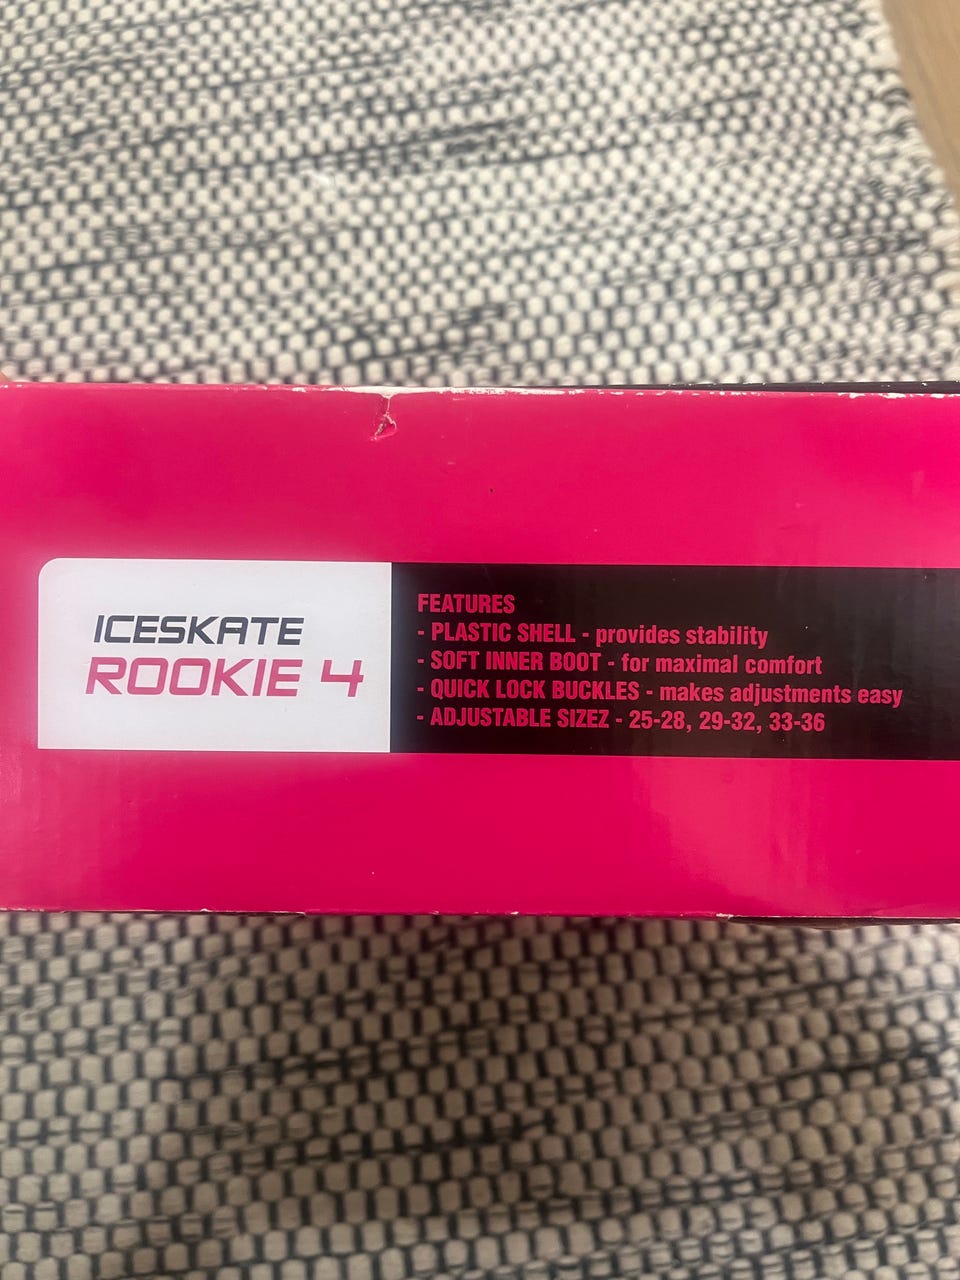 ICESKATE
ROOKIE 4
FEATURES
- PLASTIC SHELL - provides stability
- SOFT INNER BOOT - for maximal comfort
- QUICK LOCK BUCKLES - makes adjustments easy
- ADJUSTABLE SIZEZ - 25-28, 29-32, 33-36